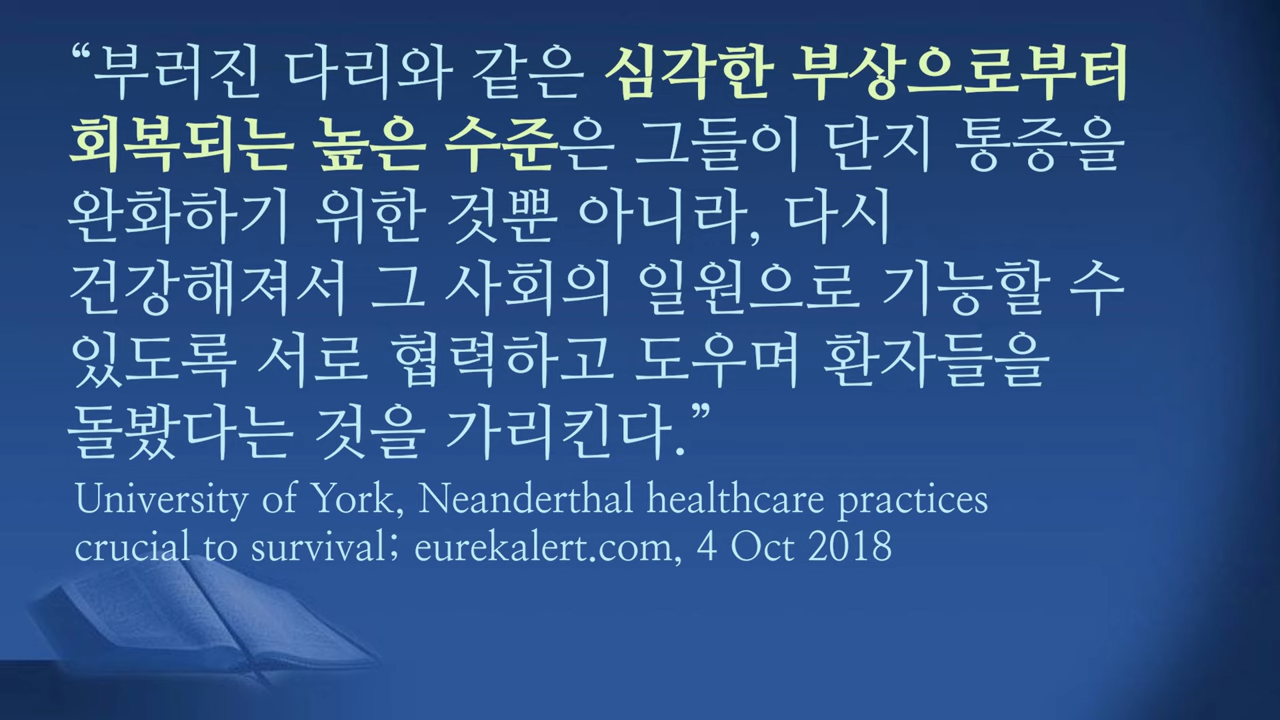 “부러진 다리와 같은 심각한 부상으로부터
회복되는 높은 수준은 그들이 단지 통증을
완화하기 위한 것뿐 아니라, 다시
건강해져서 그 사회의 일원으로 기능할 수
있도록 서로 협력하고 도우며 환자들을
돌봤다는 것을 가리킨다.”
University of York, Neanderthal healthcare practices
crucial to survival; eurekalert.com, 4 Oct 2018